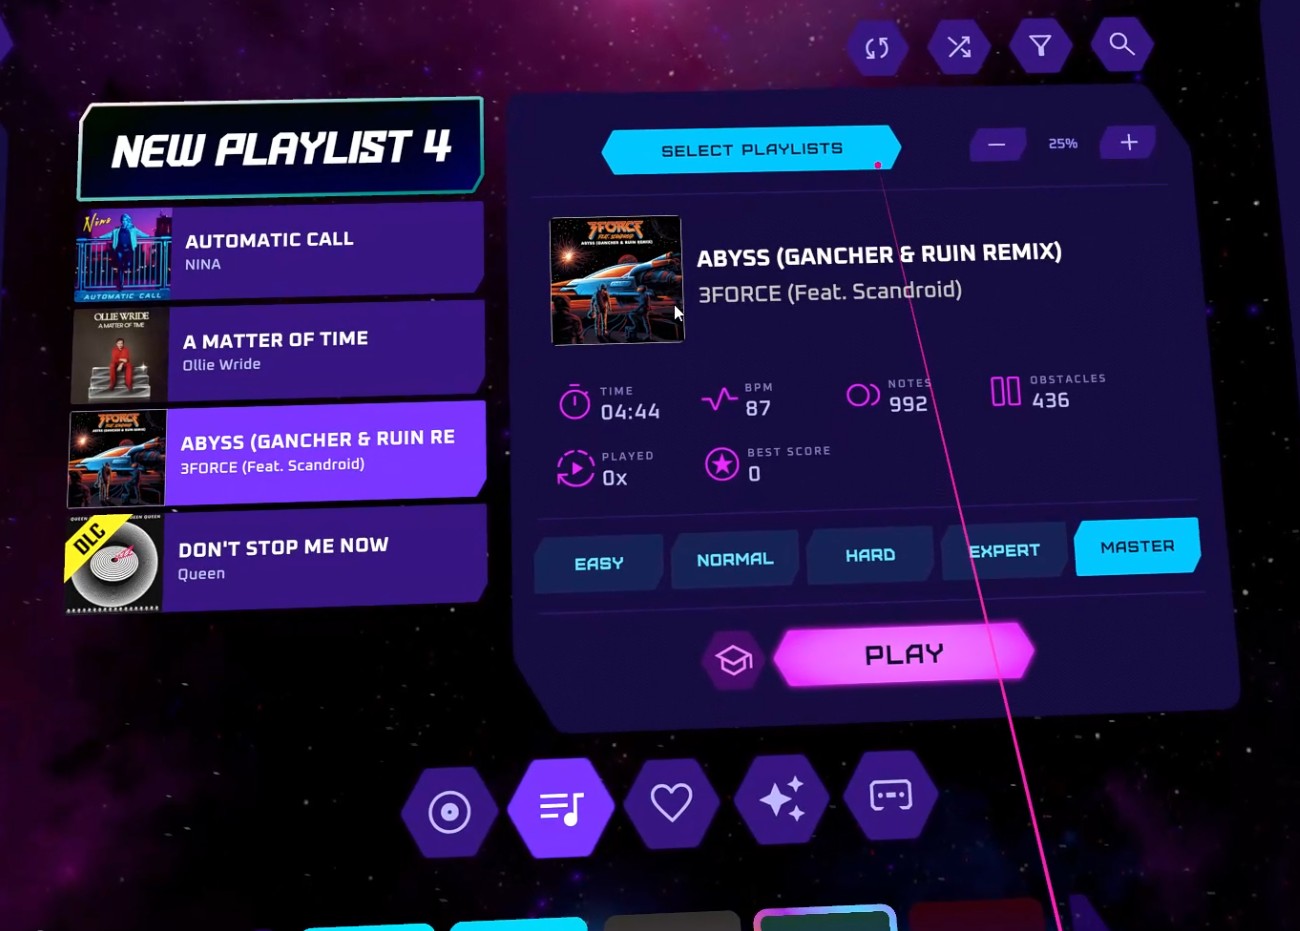 NEW PLAYLIST 4
SELECT PLAYLISTS
25%
Nina
AUTOMATIC CALL
AUTOMATIC CALL
NINA
OLLIE WRIDE
A MATTER OF TIME
A MATTER OF TIME
Ollie Wride
3FORCE
ABYSS (GANCHER & RUIN RE
3FORCE (Feat. Scandroid)
DLC
DON'T STOP ME NOW
Queen
3FORCE
FEAT. SCANDROID
ABYSS (GANCHER & RUIN REMIX)
ABYSS (GANCHER & RUIN REMIX)
3FORCE (Feat. Scandroid)
TIME
04:44
BPM
87
NOTES
992
OBSTACLES
436
PLAYED
0x
BEST SCORE
0
EASY
NORMAL
HARD
EXPERT
MASTER
PLAY